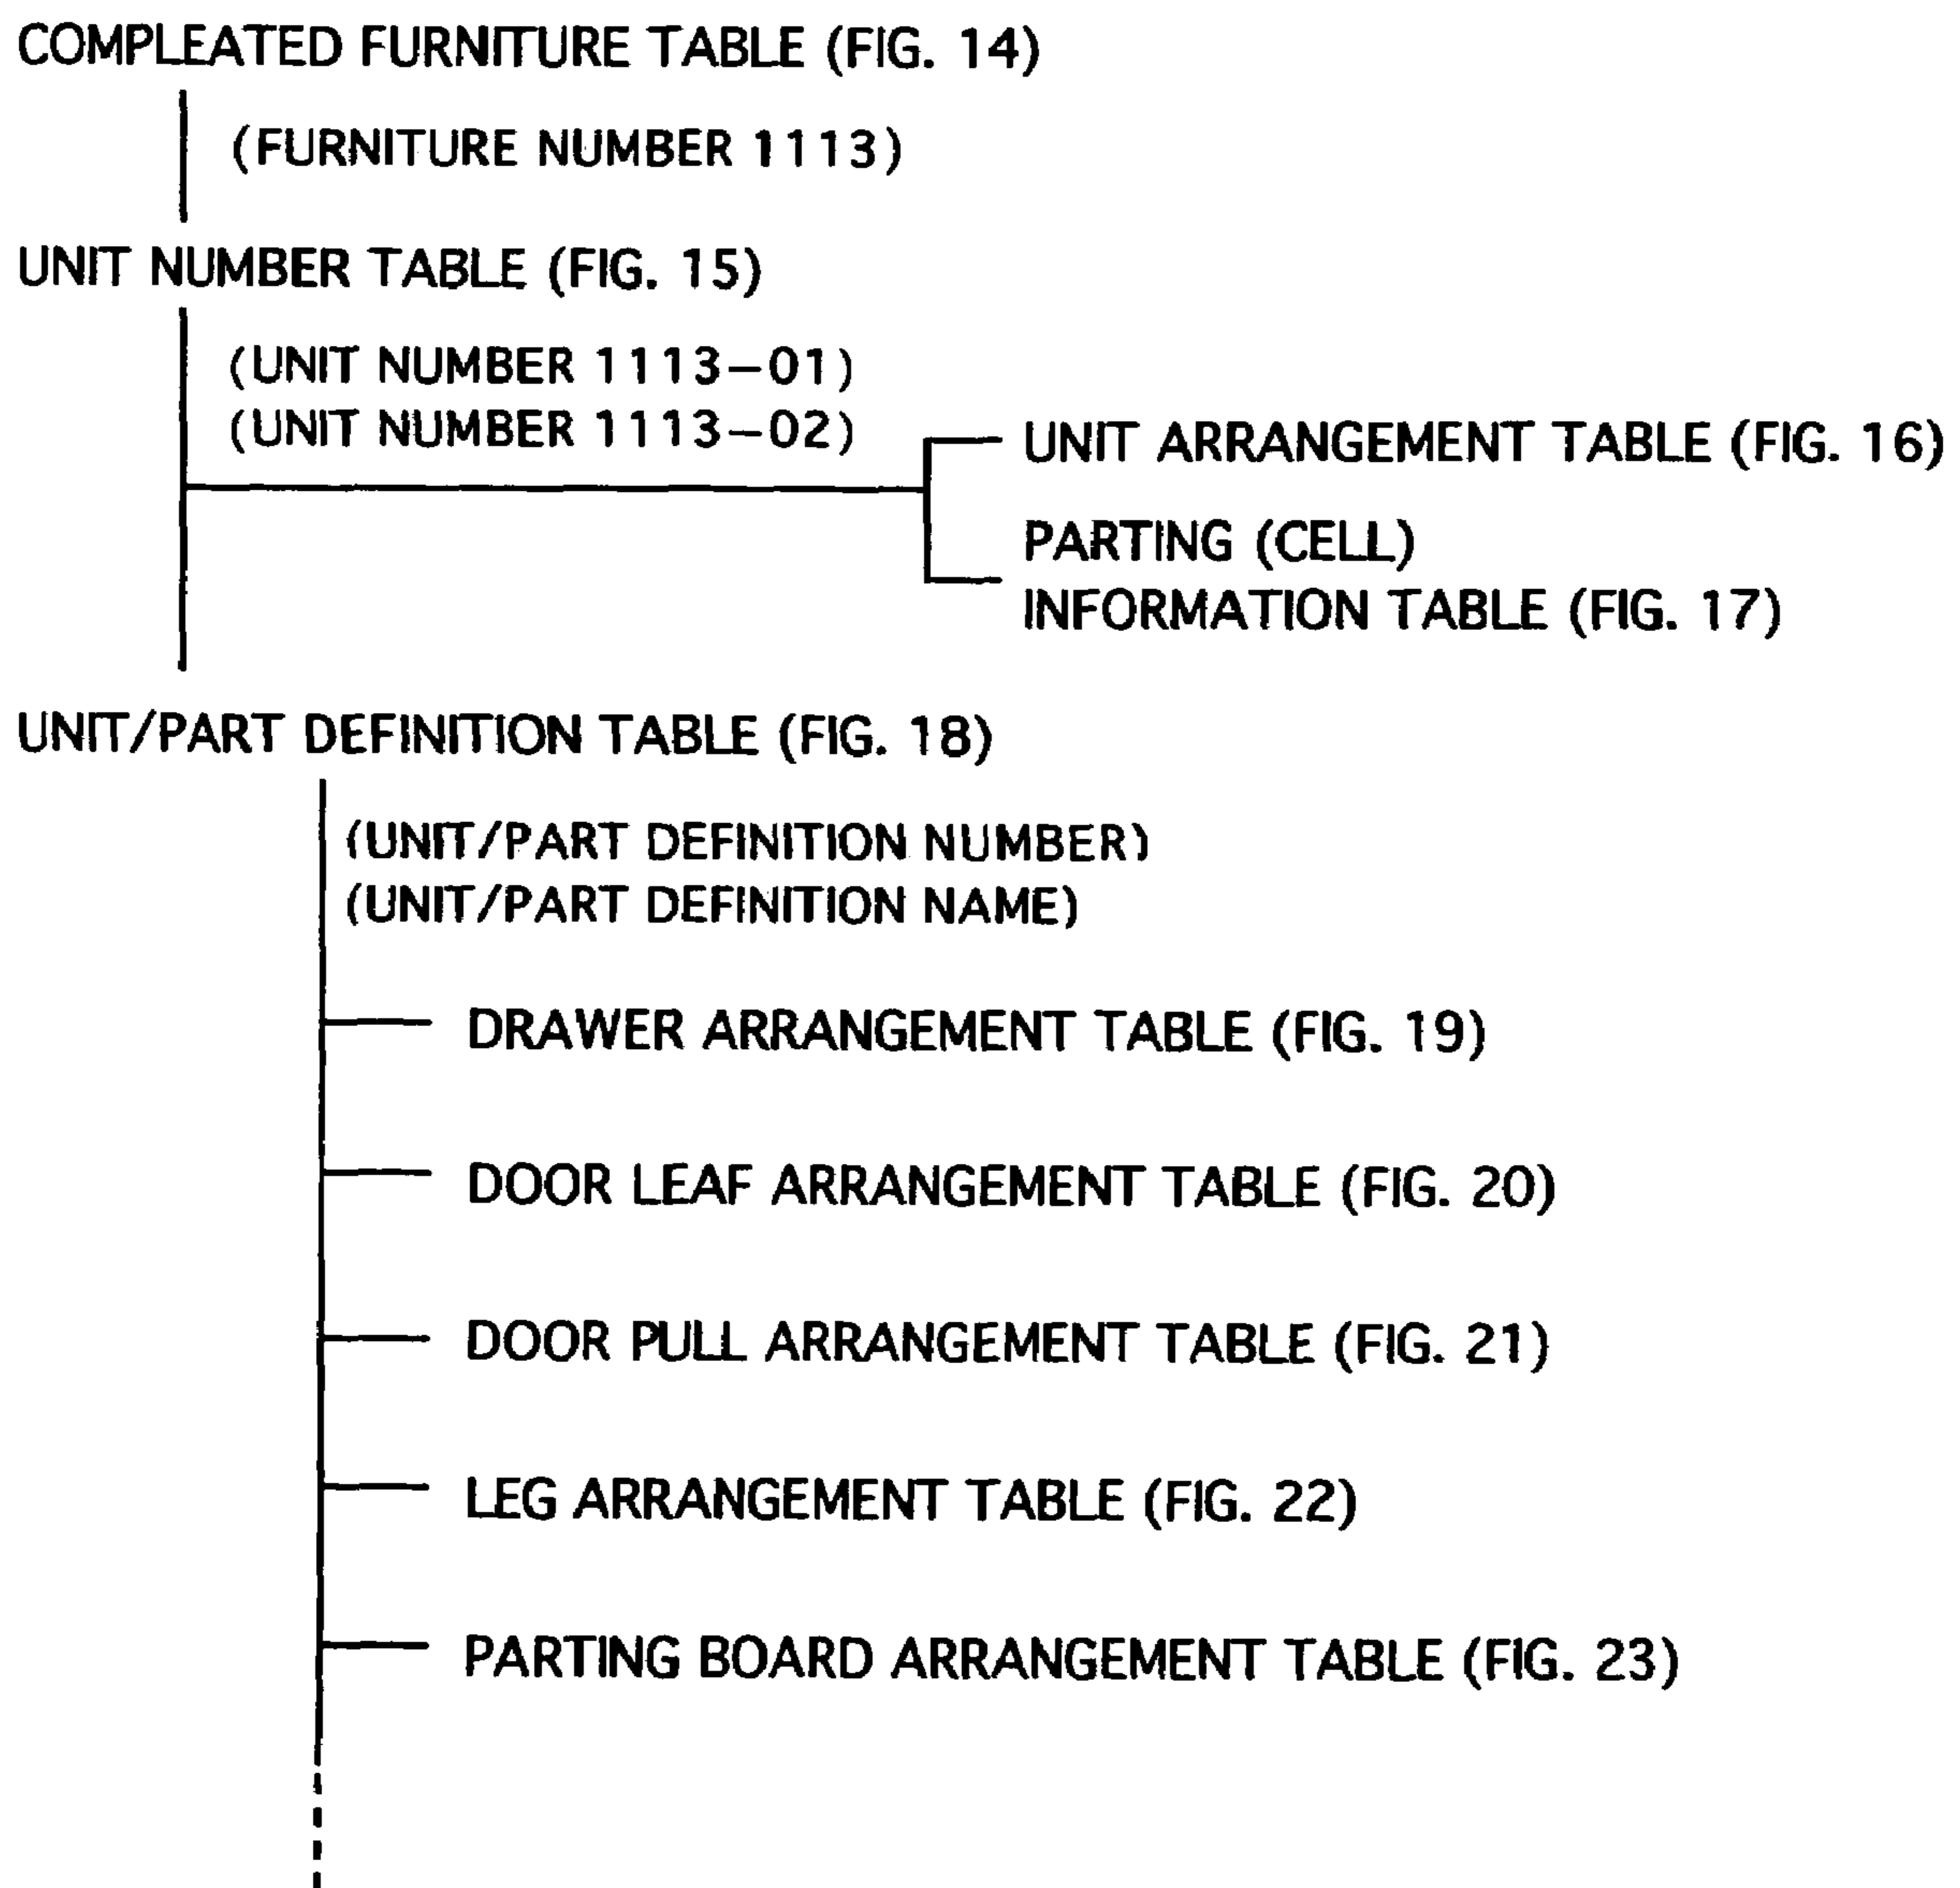 COMPLEATED FURNITURE TABLE (FIG. 14)
(FURNITURE NUMBER 1113)
UNIT NUMBER TABLE (FIG. 15)
(UNIT NUMBER 1113–01)
(UNIT NUMBER 1113–02)
UNIT ARRANGEMENT TABLE (FIG. 16)
PARTING (CELL)
INFORMATION TABLE (FIG. 17)
UNIT/PART DEFINITION TABLE (FIG. 18)
(UNIT/PART DEFINITION NUMBER)
(UNIT/PART DEFINITION NAME)
DRAWER ARRANGEMENT TABLE (FIG. 19)
DOOR LEAF ARRANGEMENT TABLE (FIG. 20)
DOOR PULL ARRANGEMENT TABLE (FIG. 21)
LEG ARRANGEMENT TABLE (FIG. 22)
PARTING BOARD ARRANGEMENT TABLE (FIG. 23)